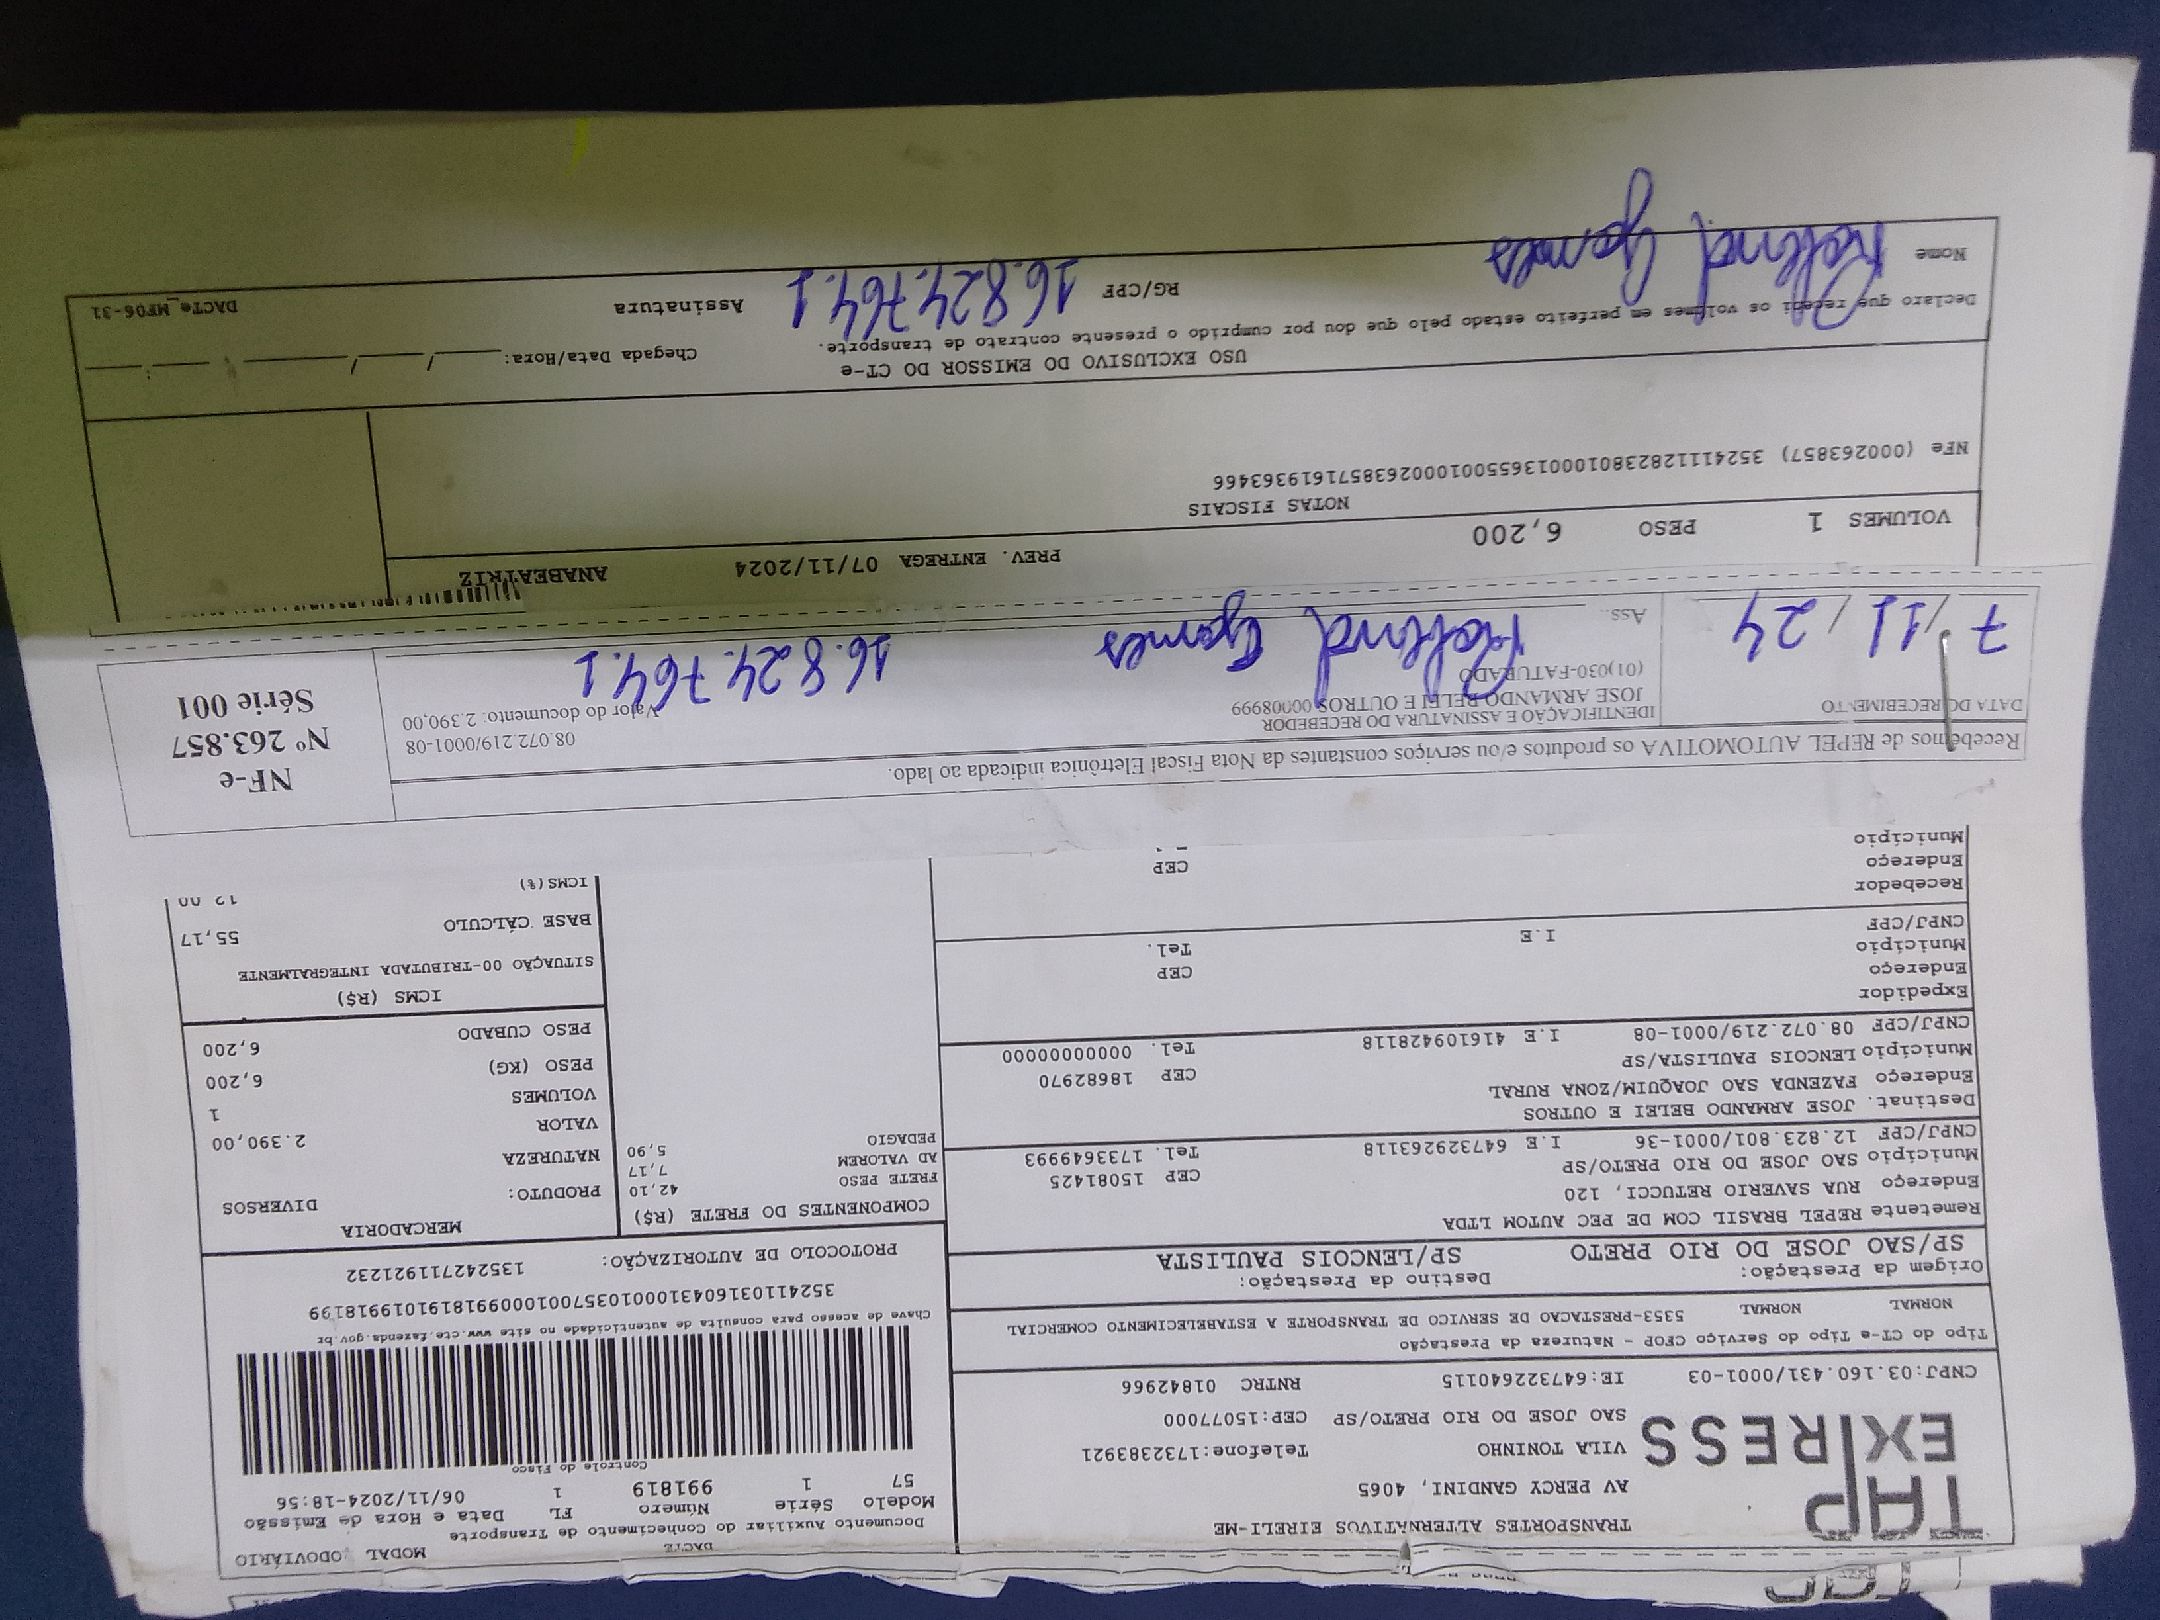 TAP
EXPRESS
TRANSPORTES ALTERNATIVOS EIRELI-ME
AV PERCY GANDINI, 4065
VILA TONINHO Telefone:1732383921
SAO JOSE DO RIO PRETO/SP CEP:15077000
CNPJ:03.160.431/0001-03 IE:647322640115 RNTRC 01842966
Tipo do CT-e Tipo do Serviço CFOP - Natureza da Prestação
NORMAL NORMAL 5353-PRESTACAO DE SERVICO DE TRANSPORTE A ESTABELECIMENTO COMERCIAL
Origem da Prestação: Destino da Prestação:
SP/SAO JOSE DO RIO PRETO SP/LENCOIS PAULISTA
Remetente REPEL BRASIL COM DE PEC AUTOM LTDA
Endereço RUA SAVERIO RETUCCI, 120 CEP 15081425
Município SAO JOSE DO RIO PRETO/SP Tel. 1733649993
CNPJ/CPF 12.823.801/0001-36 I.E 647329263118
Destinat. JOSE ARMANDO BELEI E OUTROS
Endereço FAZENDA SAO JOAQUIM/ZONA RURAL CEP 18682970
Município LENCOIS PAULISTA/SP Tel. 00000000000
CNPJ/CPF 08.072.219/0001-08 I.E 416109428118
Expedidor
Endereço CEP
Município Tel.
CNPJ/CPF I.E
Recebedor
Endereço CEP
Município
DACTE MODAL ODOVIÁRIO
Documento Auxiliar do Conhecimento de Transporte
Modelo Série Número FL Data e Hora de Emissão
57 1 991819 1 06/11/2024-18:56
Controle do Fisco
Chave de acesso para consulta de autenticidade no site www.cte.fazenda.gov.br
35241103160431000103570010009918191019918199
PROTOCOLO DE AUTORIZAÇÃO: 135242711921232
COMPONENTES DO FRETE (R$)
FRETE PESO 42,10
AD VALOREM 7,17
PEDAGIO 5,90
MERCADORIA
PRODUTO: DIVERSOS
NATUREZA
VALOR 2.390,00
VOLUMES 1
PESO (KG) 6,200
PESO CUBADO 6,200
ICMS (R$)
SITUAÇÃO 00-TRIBUTADA INTEGRALMENTE
BASE CÁLCULO 55,17
ICMS(%) 12,00
Recebemos de REPEL AUTOMOTIVA os produtos e/ou serviços constantes da Nota Fiscal Eletrônica indicada ao lado.
DATA DO RECEBIMENTO
7/11/24
IDENTIFICAÇÃO E ASSINATURA DO RECEBEDOR
JOSE ARMANDO BELEI E OUTROS 00008999
(01)030-FATURADO
08.072.219/0001-08
Valor do documento: 2.390,00
Ass. Gomes 16.824.764.1
NF-e
Nº 263.857
Série 001
PREV. ENTREGA 07/11/2024 ANABEATRIZ
VOLUMES 1 PESO 6,200
NOTAS FISCAIS
NFe (000263857) 35241112823801000136550010002638571619363466
USO EXCLUSIVO DO EMISSOR DO CT-e
Declaro que recebi os volumes em perfeito estado pelo que dou por cumprido o presente contrato de transporte.
Chegada Data/Hora: / / :
Nome Gomes RG/CPF 16.824.764.1 Assinatura
DACTe_MF06-31